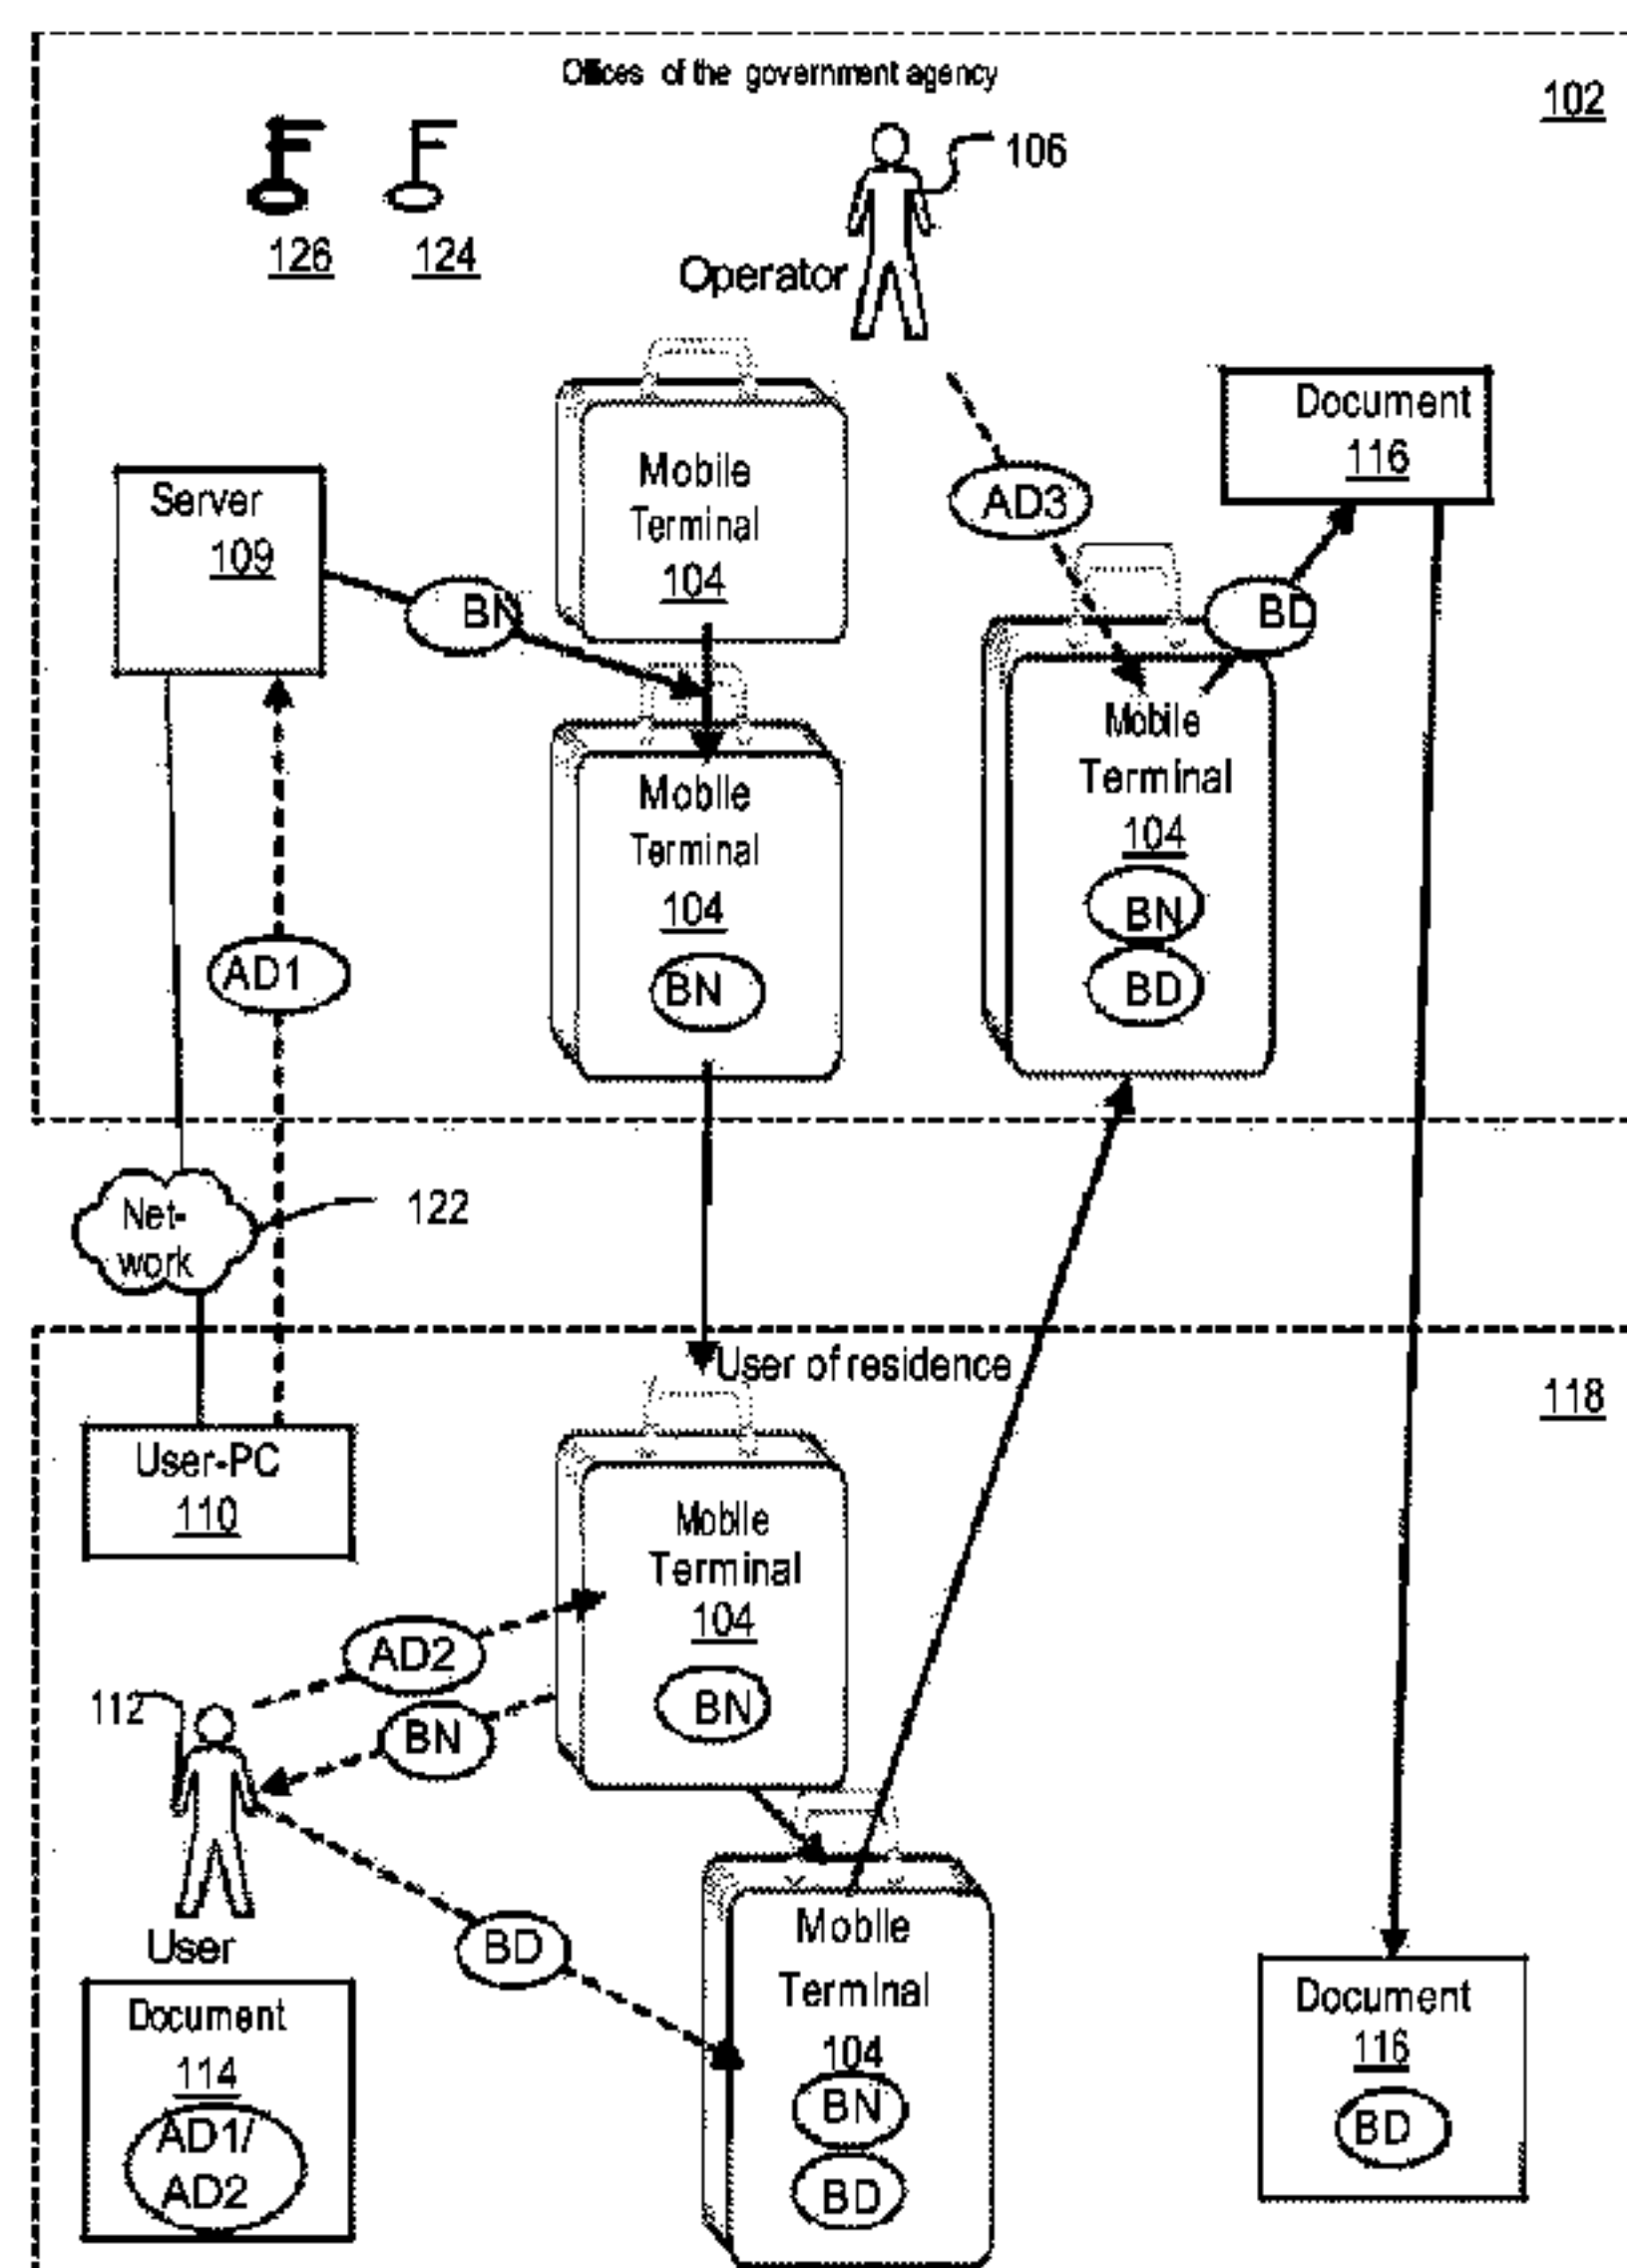 Offices of the government agency
102
106
126
124
Operator
Document
116
Mobile
Terminal
104
AD3
Server
109
BN
BD
Mobile
Terminal
104
BN
Mobile
Terminal
104
BN
BD
AD1
Net-
work
122
User of residence
118
User-PC
110
Mobile
Terminal
104
BN
AD2
BN
112
User
BD
Mobile
Terminal
104
BN
BD
Document
114
AD1/
AD2
Document
116
BD